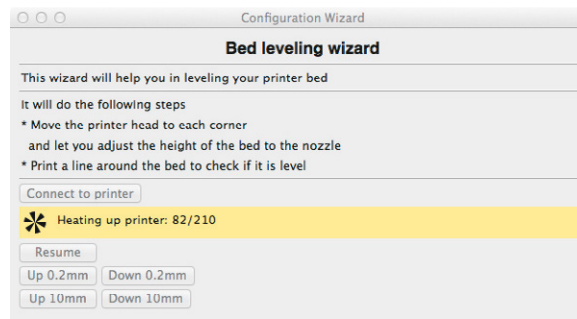 Configuration Wizard
Bed leveling wizard
This wizard will help you in leveling your printer bed
It will do the following steps
* Move the printer head to each corner
and let you adjust the height of the bed to the nozzle
* Print a line around the bed to check if it is level
Connect to printer
Heating up printer: 82/210
Resume
Up 0.2mm Down 0.2mm
Up 10mm Down 10mm